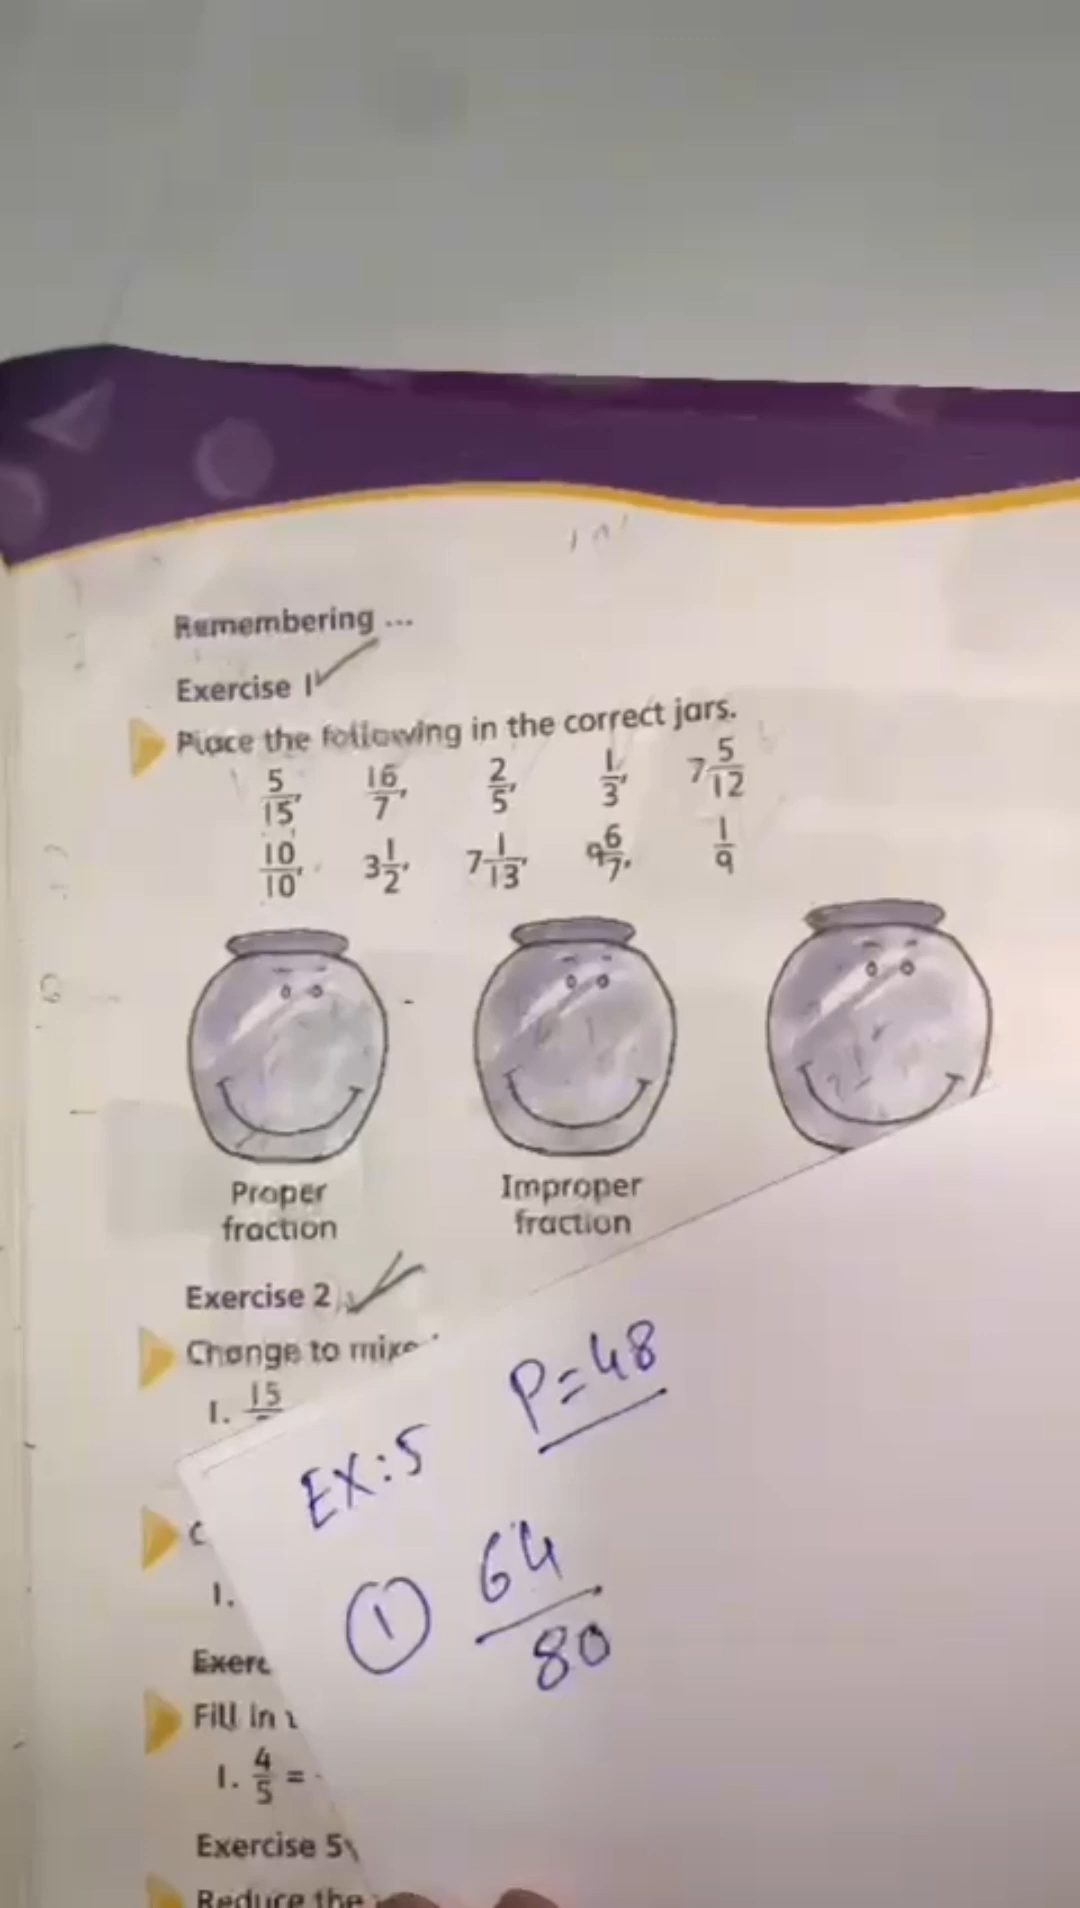 Remembering ...
Exercise 1
Place the following in the correct jars.
5/15, 16/7, 2/5, 1/3, 7 5/12
10/10, 3 1/2, 7 1/13, 9 6/7, 1/9
Proper fraction
Improper fraction
Exercise 2
Change to
1. 15
EX:5 P=48
① 64/80
1.
Fill in
1. 4/5 =
Exercise 5
Reduce the